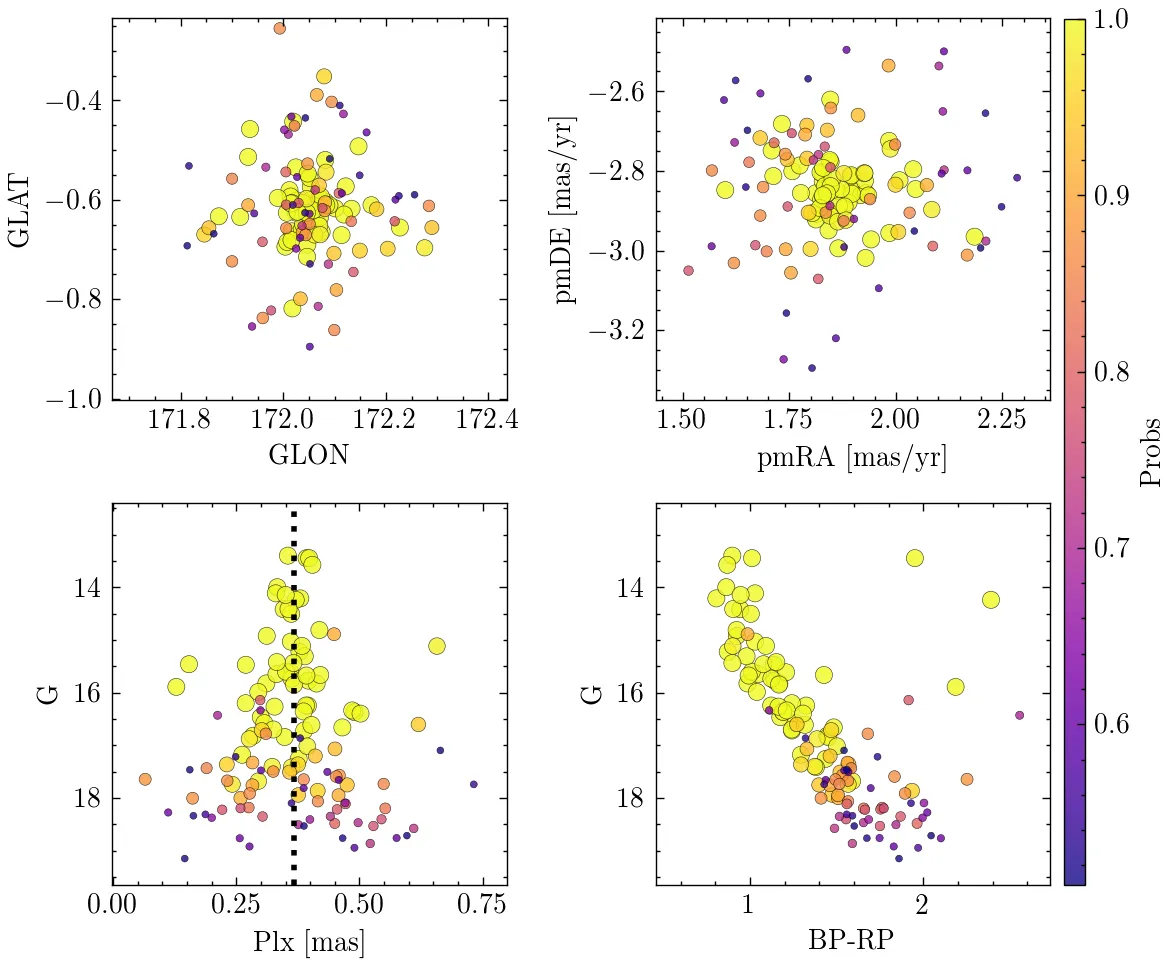 −0.4
−0.6
−0.8
−1.0
GLAT
171.8 172.0 172.2 172.4
GLON
−2.6
−2.8
−3.0
−3.2
pmDE [mas/yr]
1.50 1.75 2.00 2.25
pmRA [mas/yr]
1.0
0.9
0.8
0.7
0.6
Probs
14
16
18
G
0.00 0.25 0.50 0.75
Plx [mas]
14
16
18
G
1 2
BP-RP